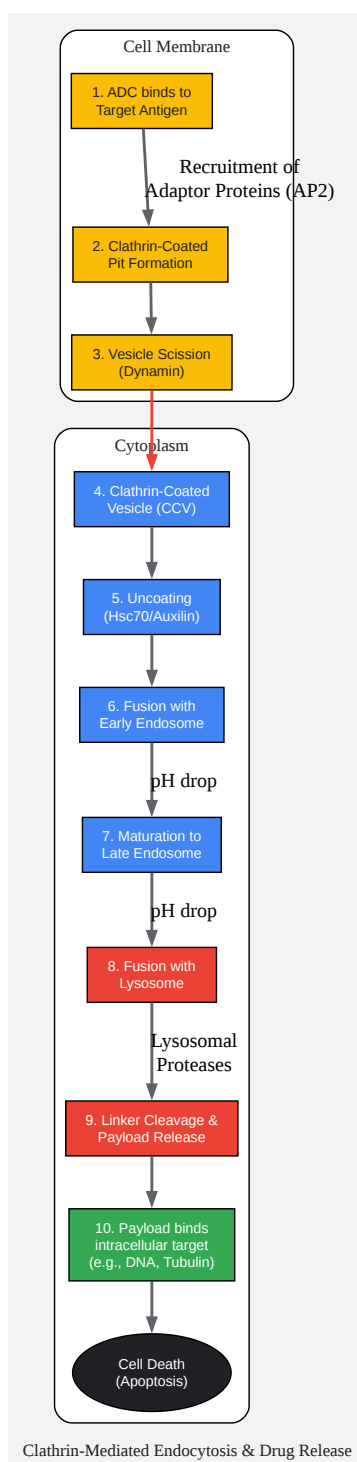 Cell Membrane
1. ADC binds to
Target Antigen
Recruitment of
Adaptor Proteins (AP2)
2. Clathrin-Coated
Pit Formation
3. Vesicle Scission
(Dynamin)
Cytoplasm
4. Clathrin-Coated
Vesicle (CCV)
5. Uncoating
(Hsc70/Auxilin)
6. Fusion with
Early Endosome
pH drop
7. Maturation to
Late Endosome
pH drop
8. Fusion with
Lysosome
Lysosomal
Proteases
9. Linker Cleavage &
Payload Release
10. Payload binds
intracellular target
(e.g., DNA, Tubulin)
Cell Death
(Apoptosis)
Clathrin-Mediated Endocytosis & Drug Release